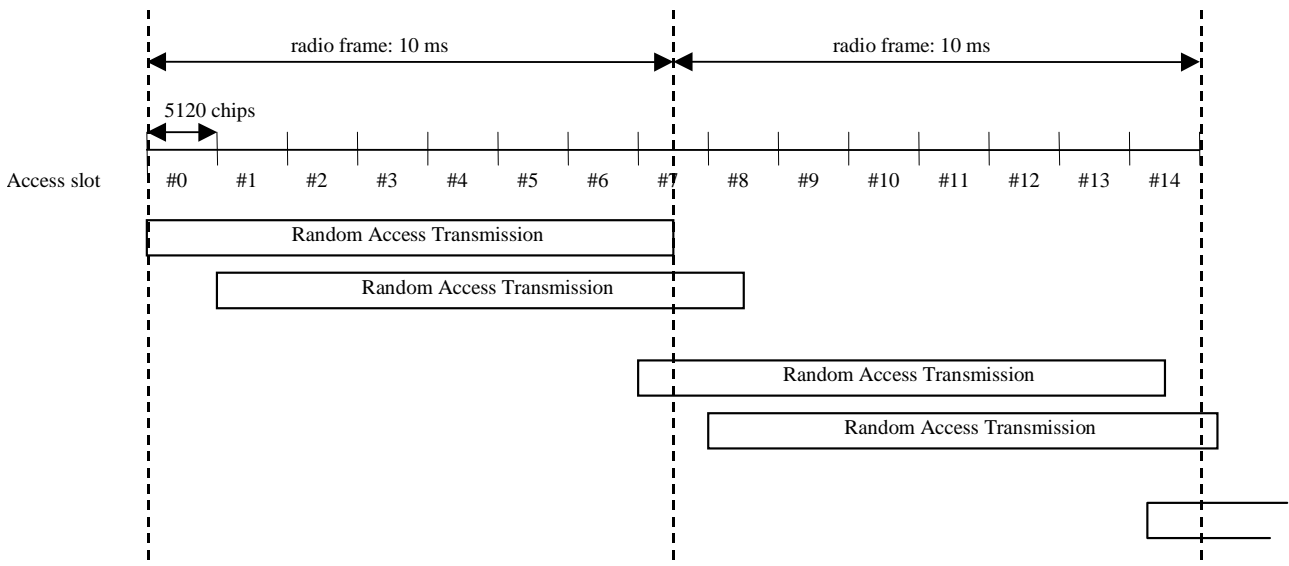 radio frame: 10 ms radio frame: 10 ms
5120 chips
Access slot #0 #1 #2 #3 #4 #5 #6 #7 #8 #9 #10 #11 #12 #13 #14
Random Access Transmission
Random Access Transmission
Random Access Transmission
Random Access Transmission